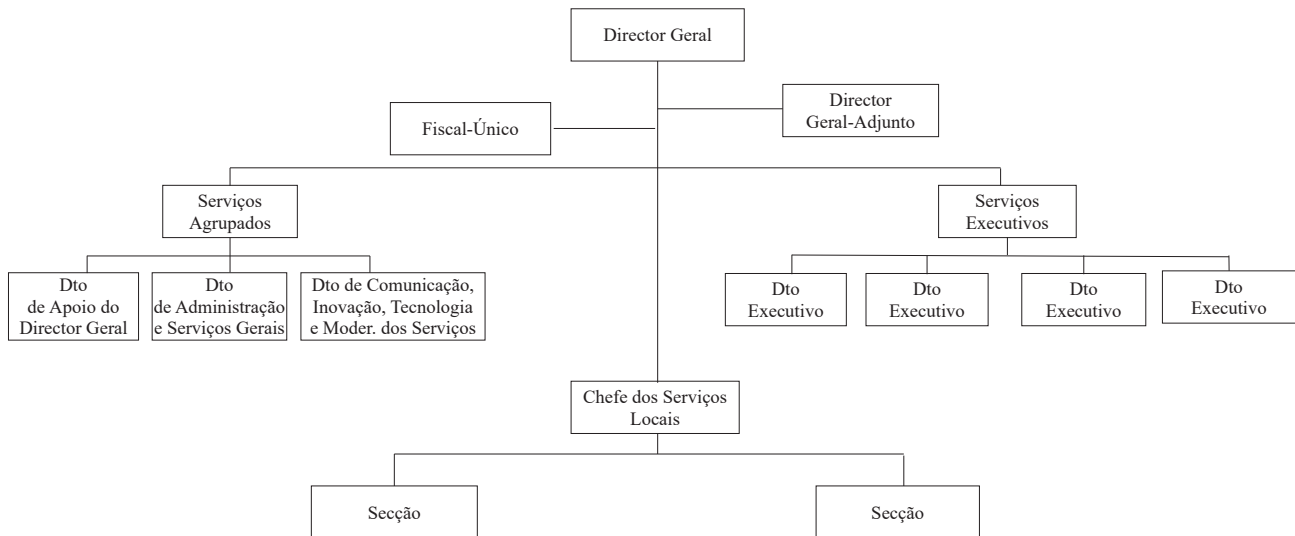 Director Geral
Director
Geral-Adjunto
Fiscal-Único
Serviços
Agrupados
Serviços
Executivos
Dto
de Apoio do
Director Geral
Dto
de Administração
e Serviços Gerais
Dto de Comunicação,
Inovação, Tecnologia
e Moder. dos Serviços
Dto
Executivo
Dto
Executivo
Dto
Executivo
Dto
Executivo
Chefe dos Serviços
Locais
Secção
Secção